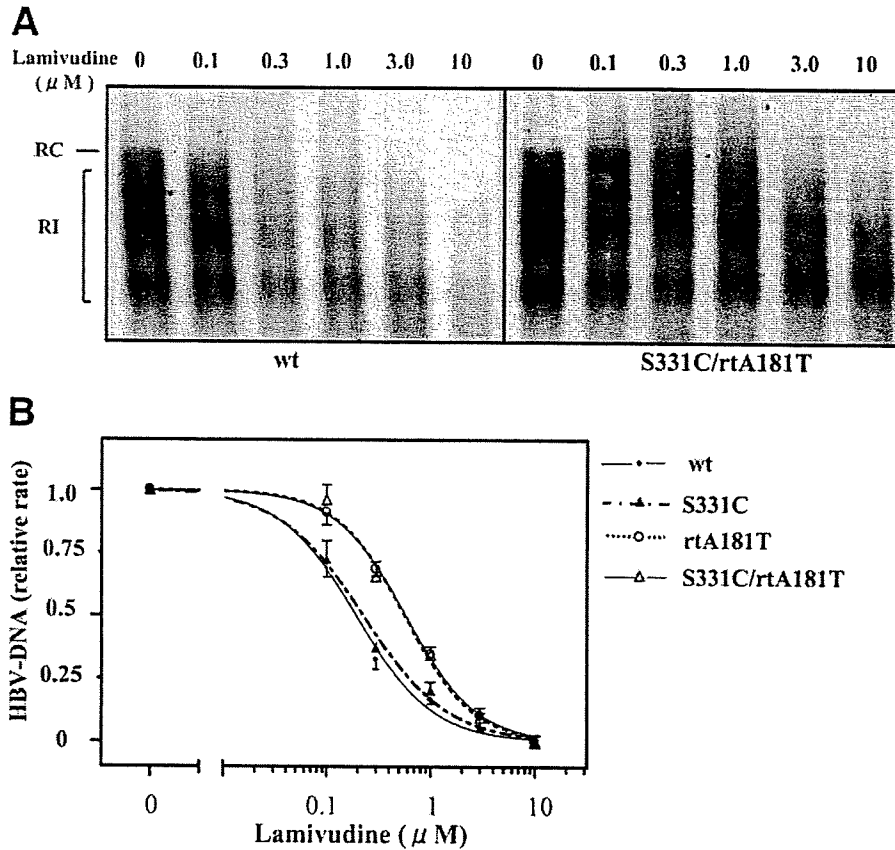 A
Lamivudine 0 0.1 0.3 1.0 3.0 10 0 0.1 0.3 1.0 3.0 10
(μM)
RC
RI
wt S331C/rtA181T
B
HBV-DNA (relative rate)
1.0
0.75
0.5
0.25
0
wt
S331C
rtA181T
S331C/rtA181T
0 0.1 1 10
Lamivudine (μM)